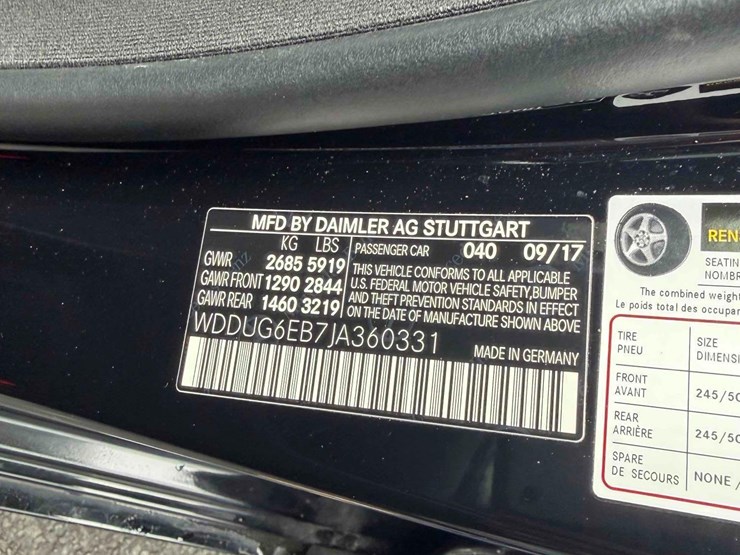 MFD BY DAIMLER AG STUTTGART
KG LBS
GWR 2685 5919
GAWR FRONT 1290 2844
GAWR REAR 1460 3219
PASSENGER CAR 040 09/17
THIS VEHICLE CONFORMS TO ALL APPLICABLE
U.S. FEDERAL MOTOR VEHICLE SAFETY, BUMPER
AND THEFT PREVENTION STANDARDS IN EFFECT
ON THE DATE OF MANUFACTURE SHOWN ABOVE
WDDUG6EB7JA360331
MADE IN GERMANY
REN
SEATIN
NOMBR
The combined weight
Le poids total des occupan
TIRE
PNEU
SIZE
DIMENSI
FRONT
AVANT
245/50
REAR
ARRIÈRE
245/50
SPARE
DE SECOURS
NONE /